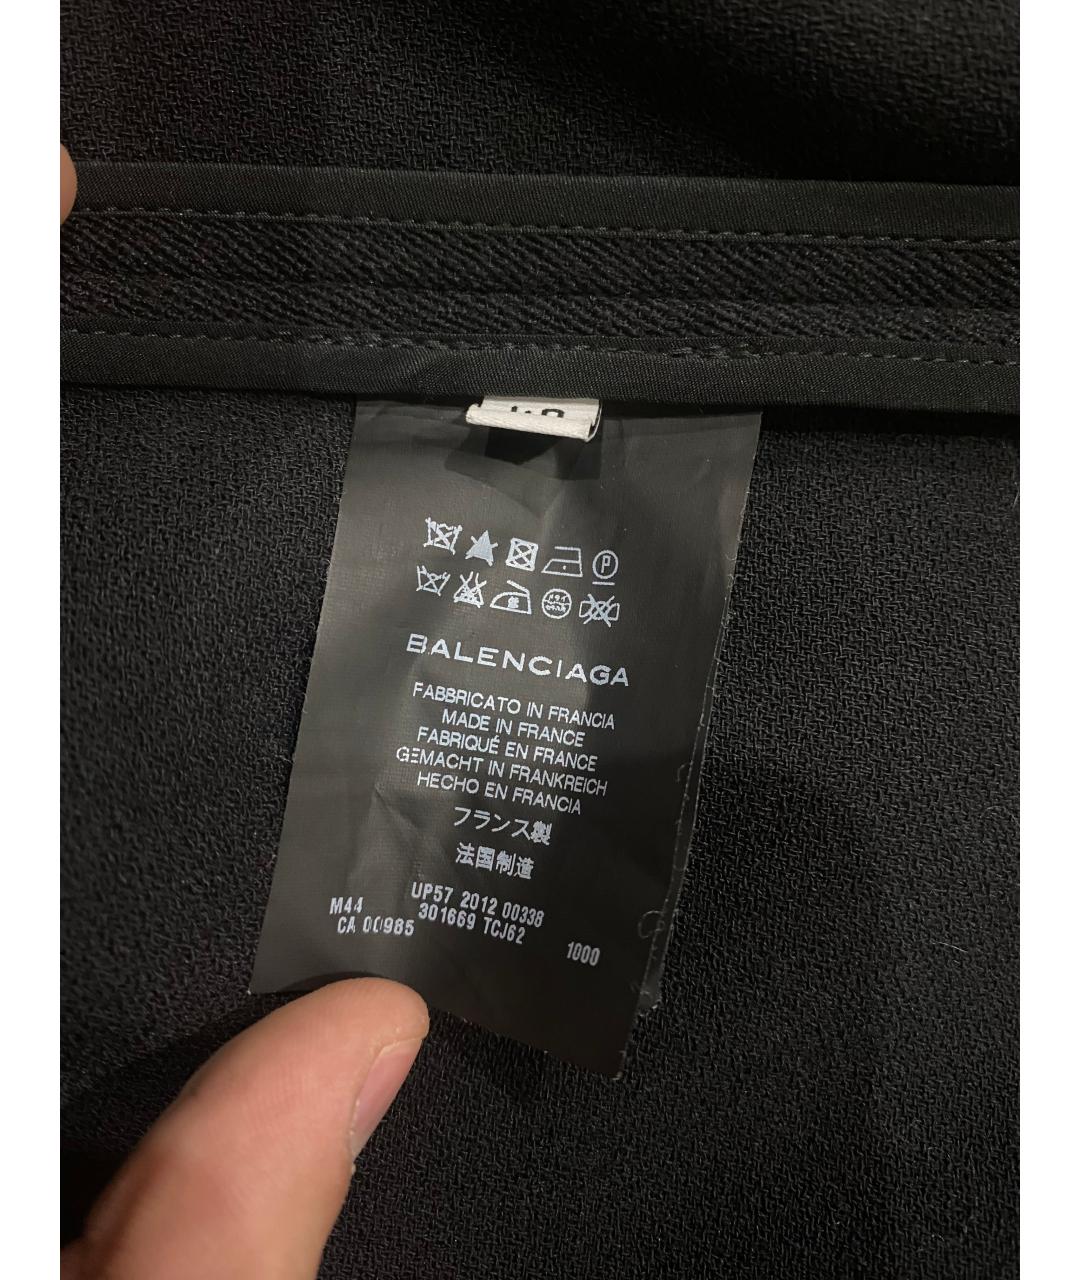 BALENCIAGA
FABBRICATO IN FRANCIA
MADE IN FRANCE
FABRIQUÉ EN FRANCE
GEMACHT IN FRANKREICH
HECHO EN FRANCIA
フランス製
法国制造
UP57 2012 00338
M44 301669 TCJ62
CA 00985 1000